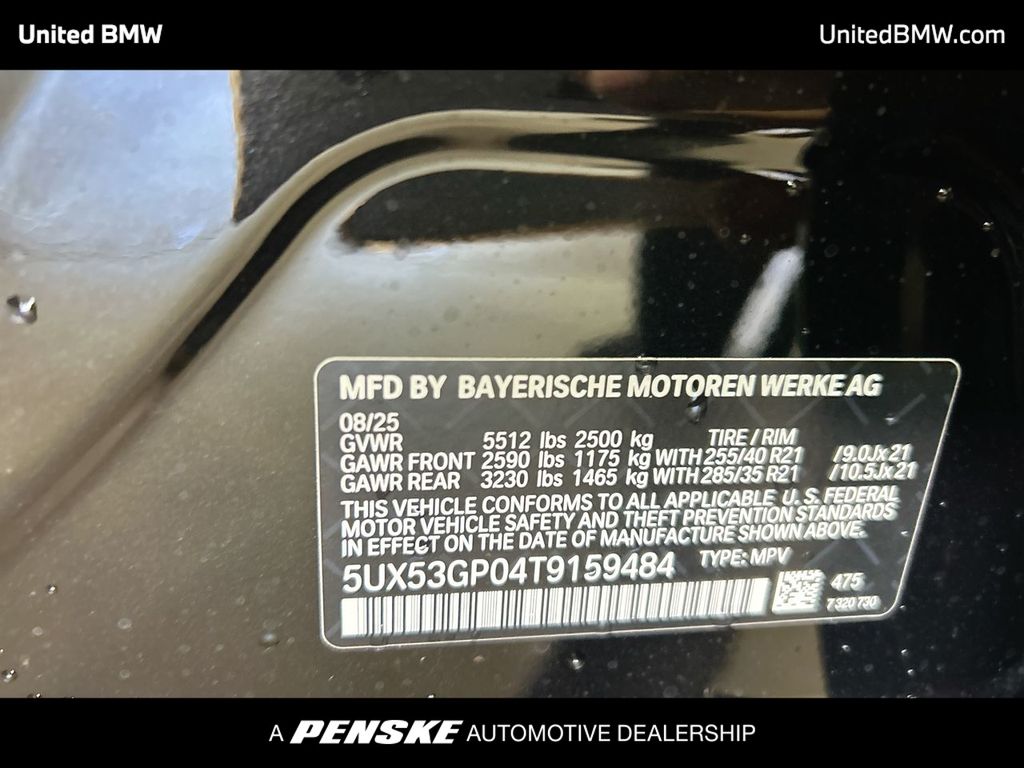 United BMW
UnitedBMW.com
MFD BY BAYERISCHE MOTOREN WERKE AG
08/25
GVWR 5512 lbs 2500 kg TIRE / RIM
GAWR FRONT 2590 lbs 1175 kg WITH 255/40 R21 /9.0Jx21
GAWR REAR 3230 lbs 1465 kg WITH 285/35 R21 /10.5Jx21
THIS VEHICLE CONFORMS TO ALL APPLICABLE U. S. FEDERAL
MOTOR VEHICLE SAFETY AND THEFT PREVENTION STANDARDS
IN EFFECT ON THE DATE OF MANUFACTURE SHOWN ABOVE.
5UX53GP04T9159484 TYPE: MPV
475
7320730
A PENSKE AUTOMOTIVE DEALERSHIP